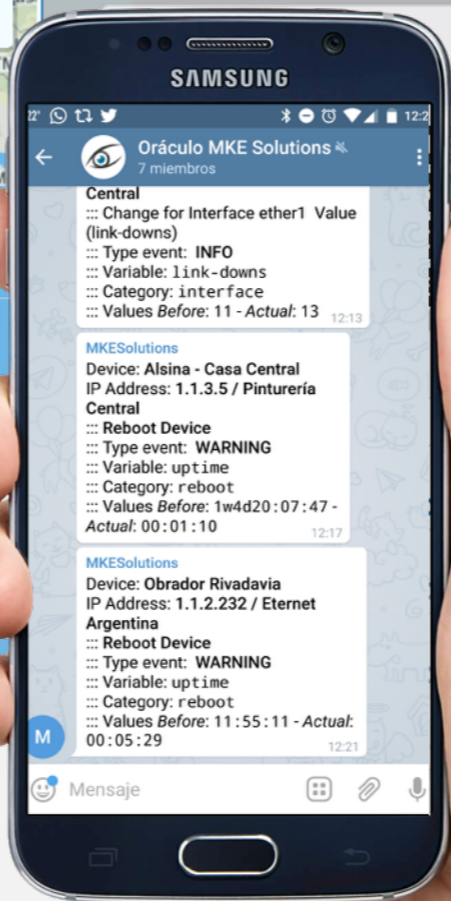 SAMSUNG
22°
12:2
Oráculo MKE Solutions
7 miembros
Central
::: Change for Interface ether1 Value
(link-downs)
::: Type event: INFO
::: Variable: link-downs
::: Category: interface
::: Values Before: 11 - Actual: 13 12:13
MKESolutions
Device: Alsina - Casa Central
IP Address: 1.1.3.5 / Pinturería
Central
::: Reboot Device
::: Type event: WARNING
::: Variable: uptime
::: Category: reboot
::: Values Before: 1w4d20:07:47 -
Actual: 00:01:10 12:17
MKESolutions
Device: Obrador Rivadavia
IP Address: 1.1.2.232 / Eternet
Argentina
::: Reboot Device
::: Type event: WARNING
::: Variable: uptime
::: Category: reboot
::: Values Before: 11:55:11 - Actual:
00:05:29 12:21
M
Mensaje